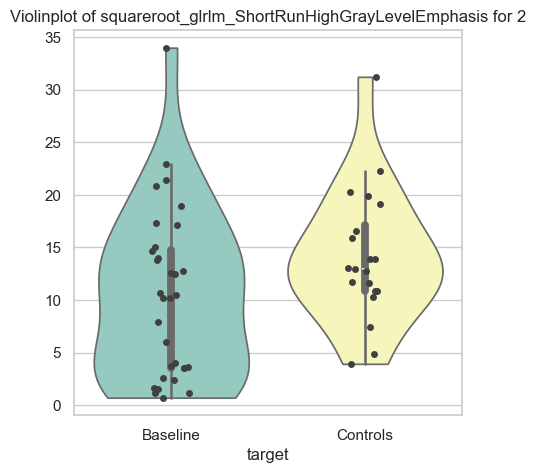 Violinplot of squareroot_glrlm_ShortRunHighGrayLevelEmphasis for 2
35
30
25
20
15
10
5
0
Baseline
Controls
target